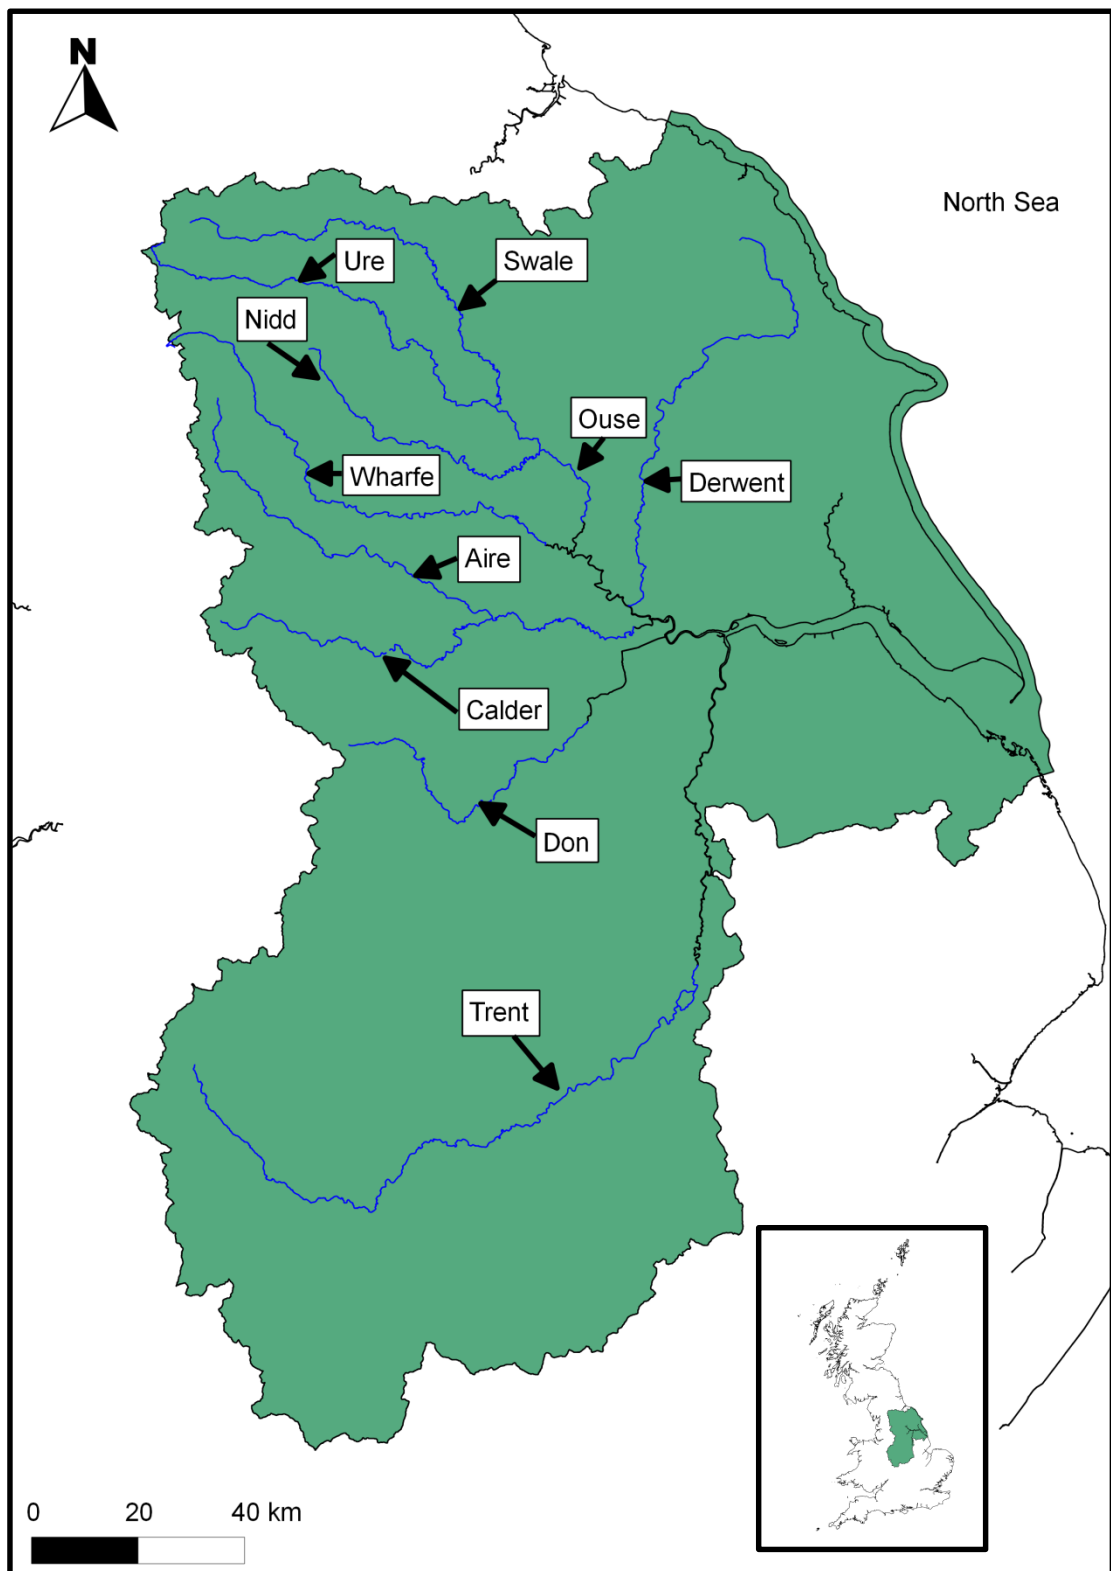 N
North Sea
Ure
Swale
Nidd
Ouse
Wharfe
Derwent
Aire
Calder
Don
Trent
0 20 40 km